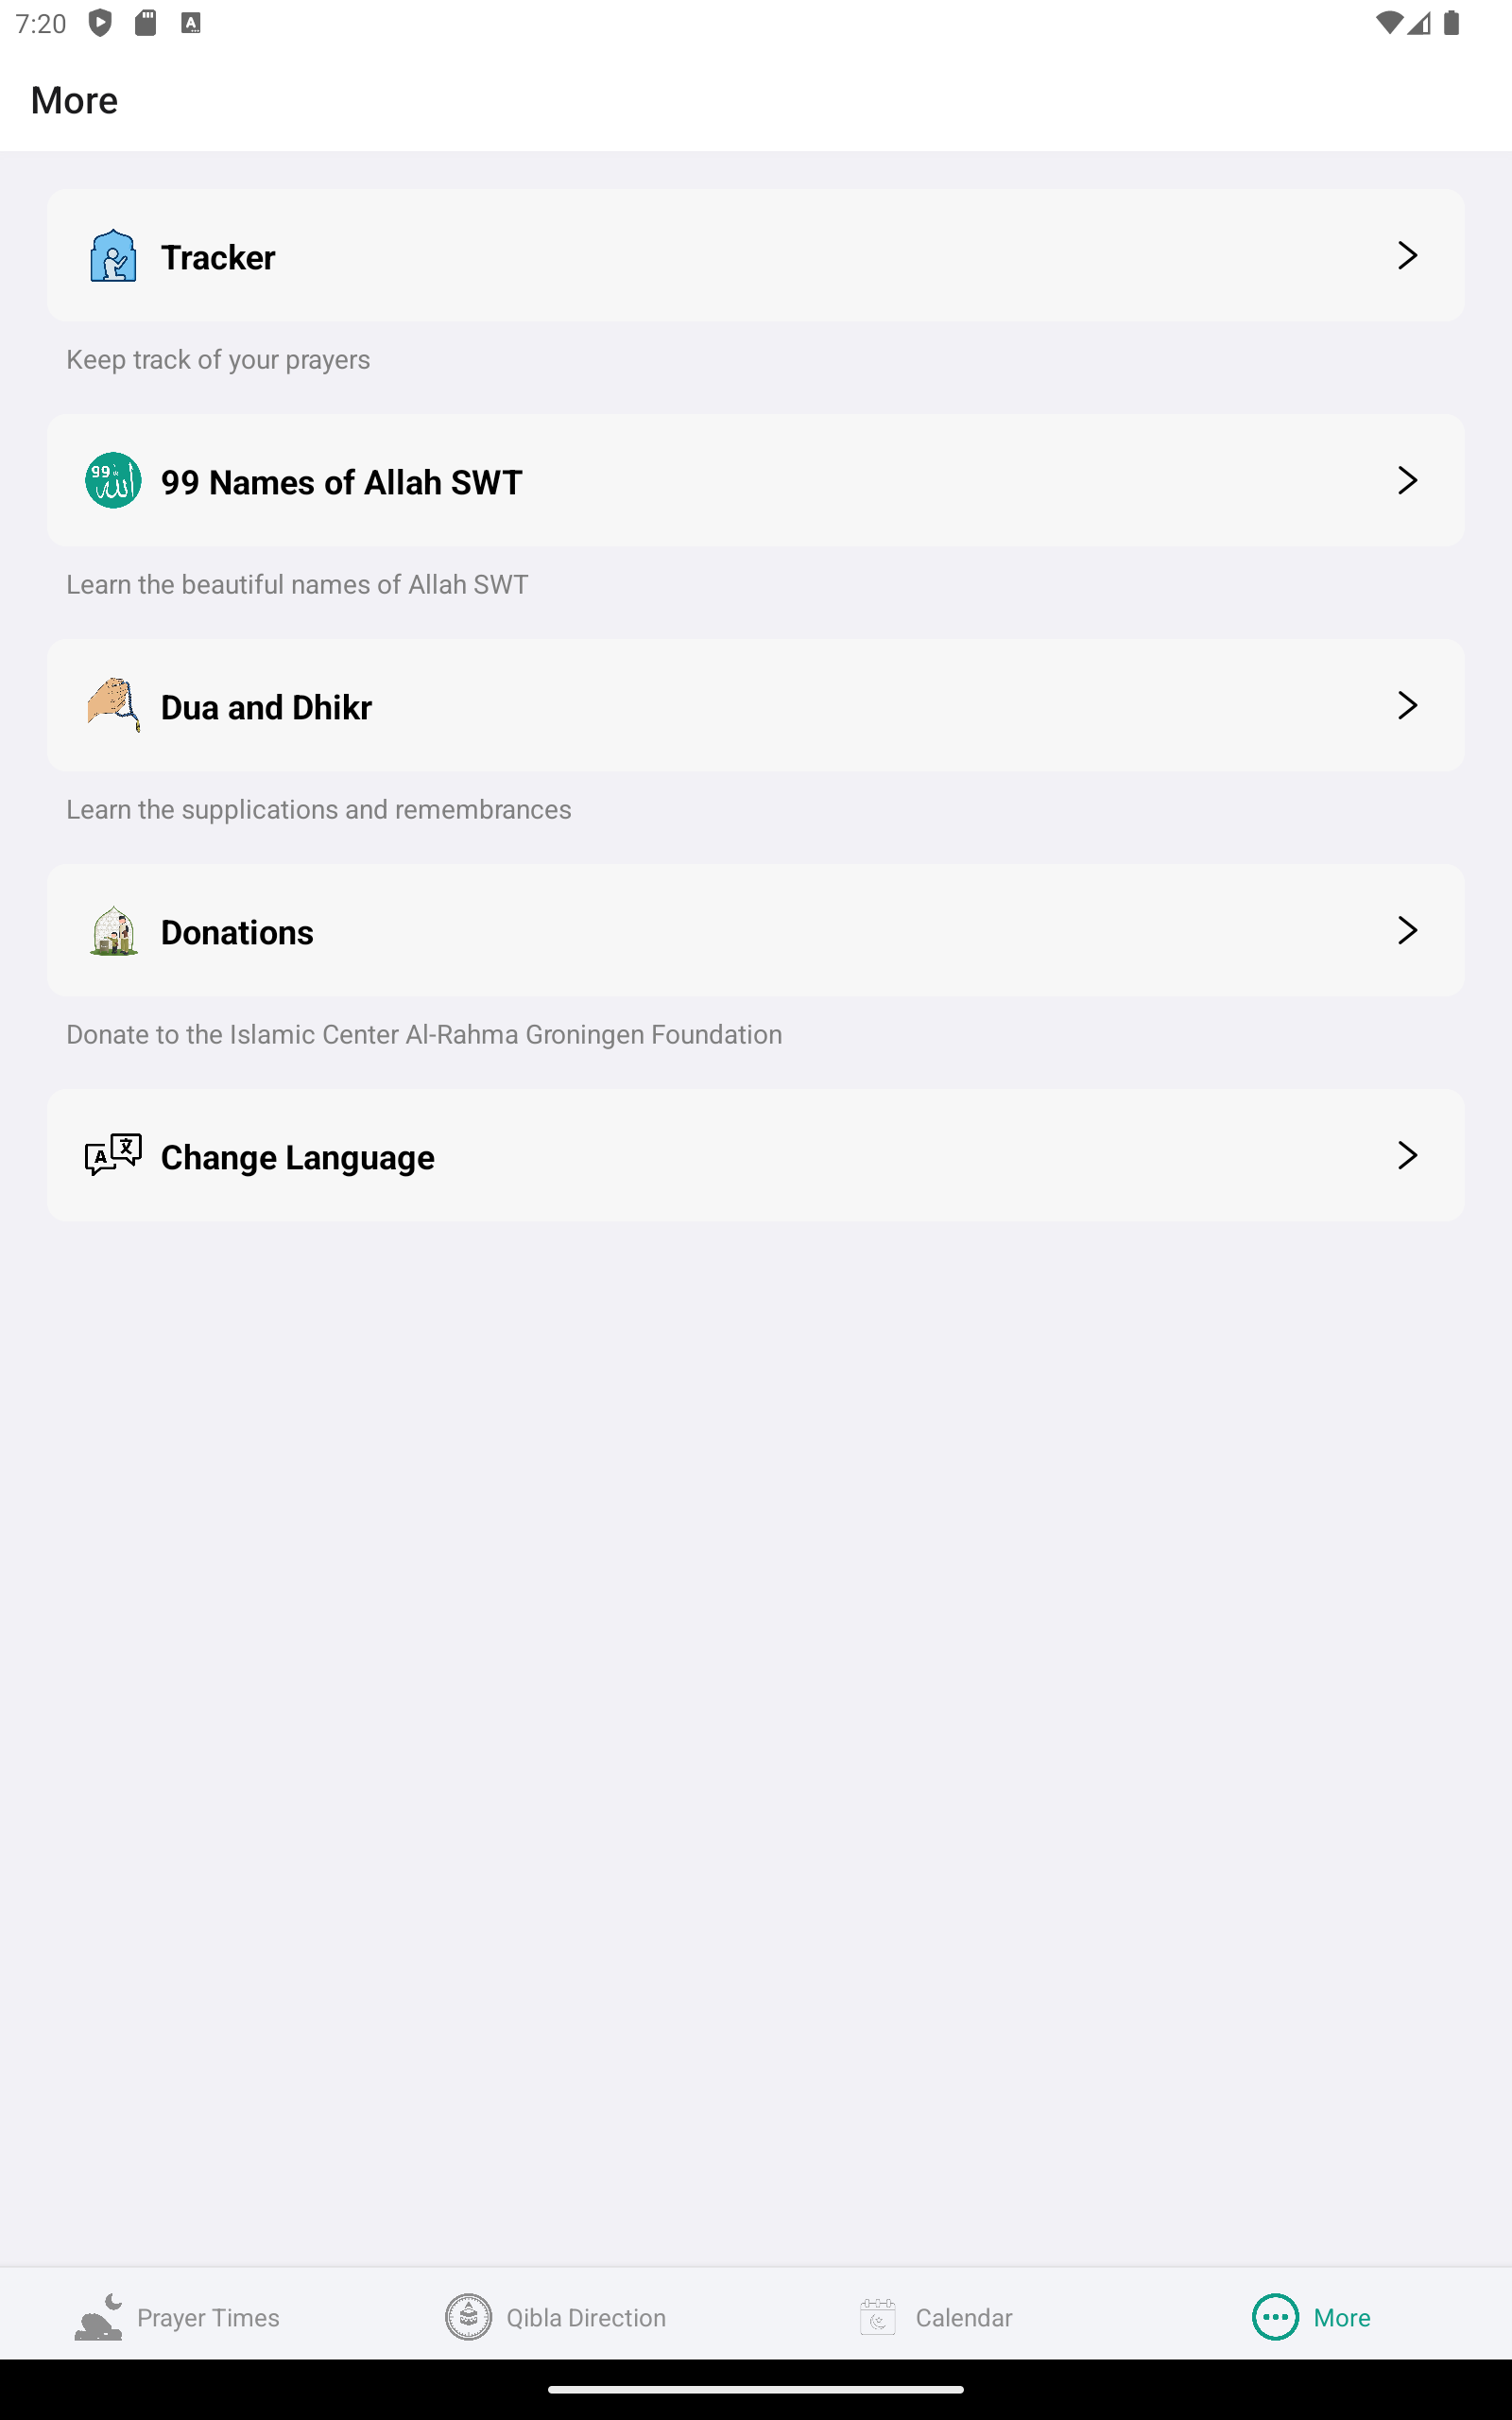 7:20
More
Tracker
Keep track of your prayers
99 Names of Allah SWT
Learn the beautiful names of Allah SWT
Dua and Dhikr
Learn the supplications and remembrances
Donations
Donate to the Islamic Center Al-Rahma Groningen Foundation
Change Language
Prayer Times
Qibla Direction
Calendar
More